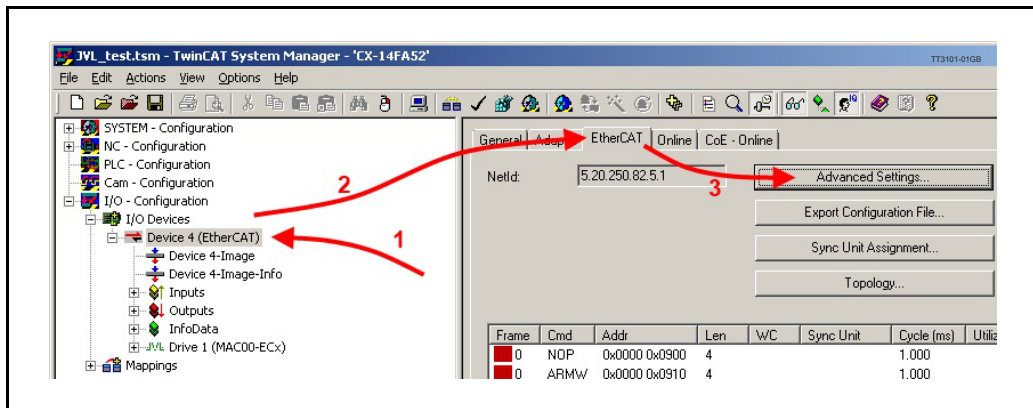 JVL_test.tsm - TwinCAT System Manager - 'CX-14FA52'
TT3101-01GB
File Edit Actions View Options Help
SYSTEM - Configuration
NC - Configuration
PLC - Configuration
Cam - Configuration
I/O - Configuration
I/O Devices
Device 4 (EtherCAT)
Device 4-Image
Device 4-Image-Info
Inputs
Outputs
InfoData
JVL Drive 1 (MAC00-ECx)
Mappings
1
2
General EtherCAT Online CoE - Online
NetId: 5.20.250.82.5.1
3
Advanced Settings...
Export Configuration File...
Sync Unit Assignment...
Topology...
Frame Cmd Addr Len WC Sync Unit Cycle (ms)
0 NOP 0x0000 0x0900 4 1.000
0 ARMW 0x0000 0x0910 4 1.000